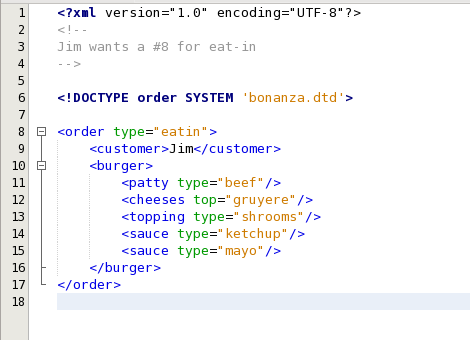 1 <?xml version="1.0" encoding="UTF-8"?>
2 <!--
3 Jim wants a #8 for eat-in
4 -->
5
6 <!DOCTYPE order SYSTEM 'bonanza.dtd'>
7
8 <order type="eatin">
9     <customer>Jim</customer>
10     <burger>
11         <patty type="beef"/>
12         <cheeses top="gruyere"/>
13         <topping type="shrooms"/>
14         <sauce type="ketchup"/>
15         <sauce type="mayo"/>
16     </burger>
17 </order>
18